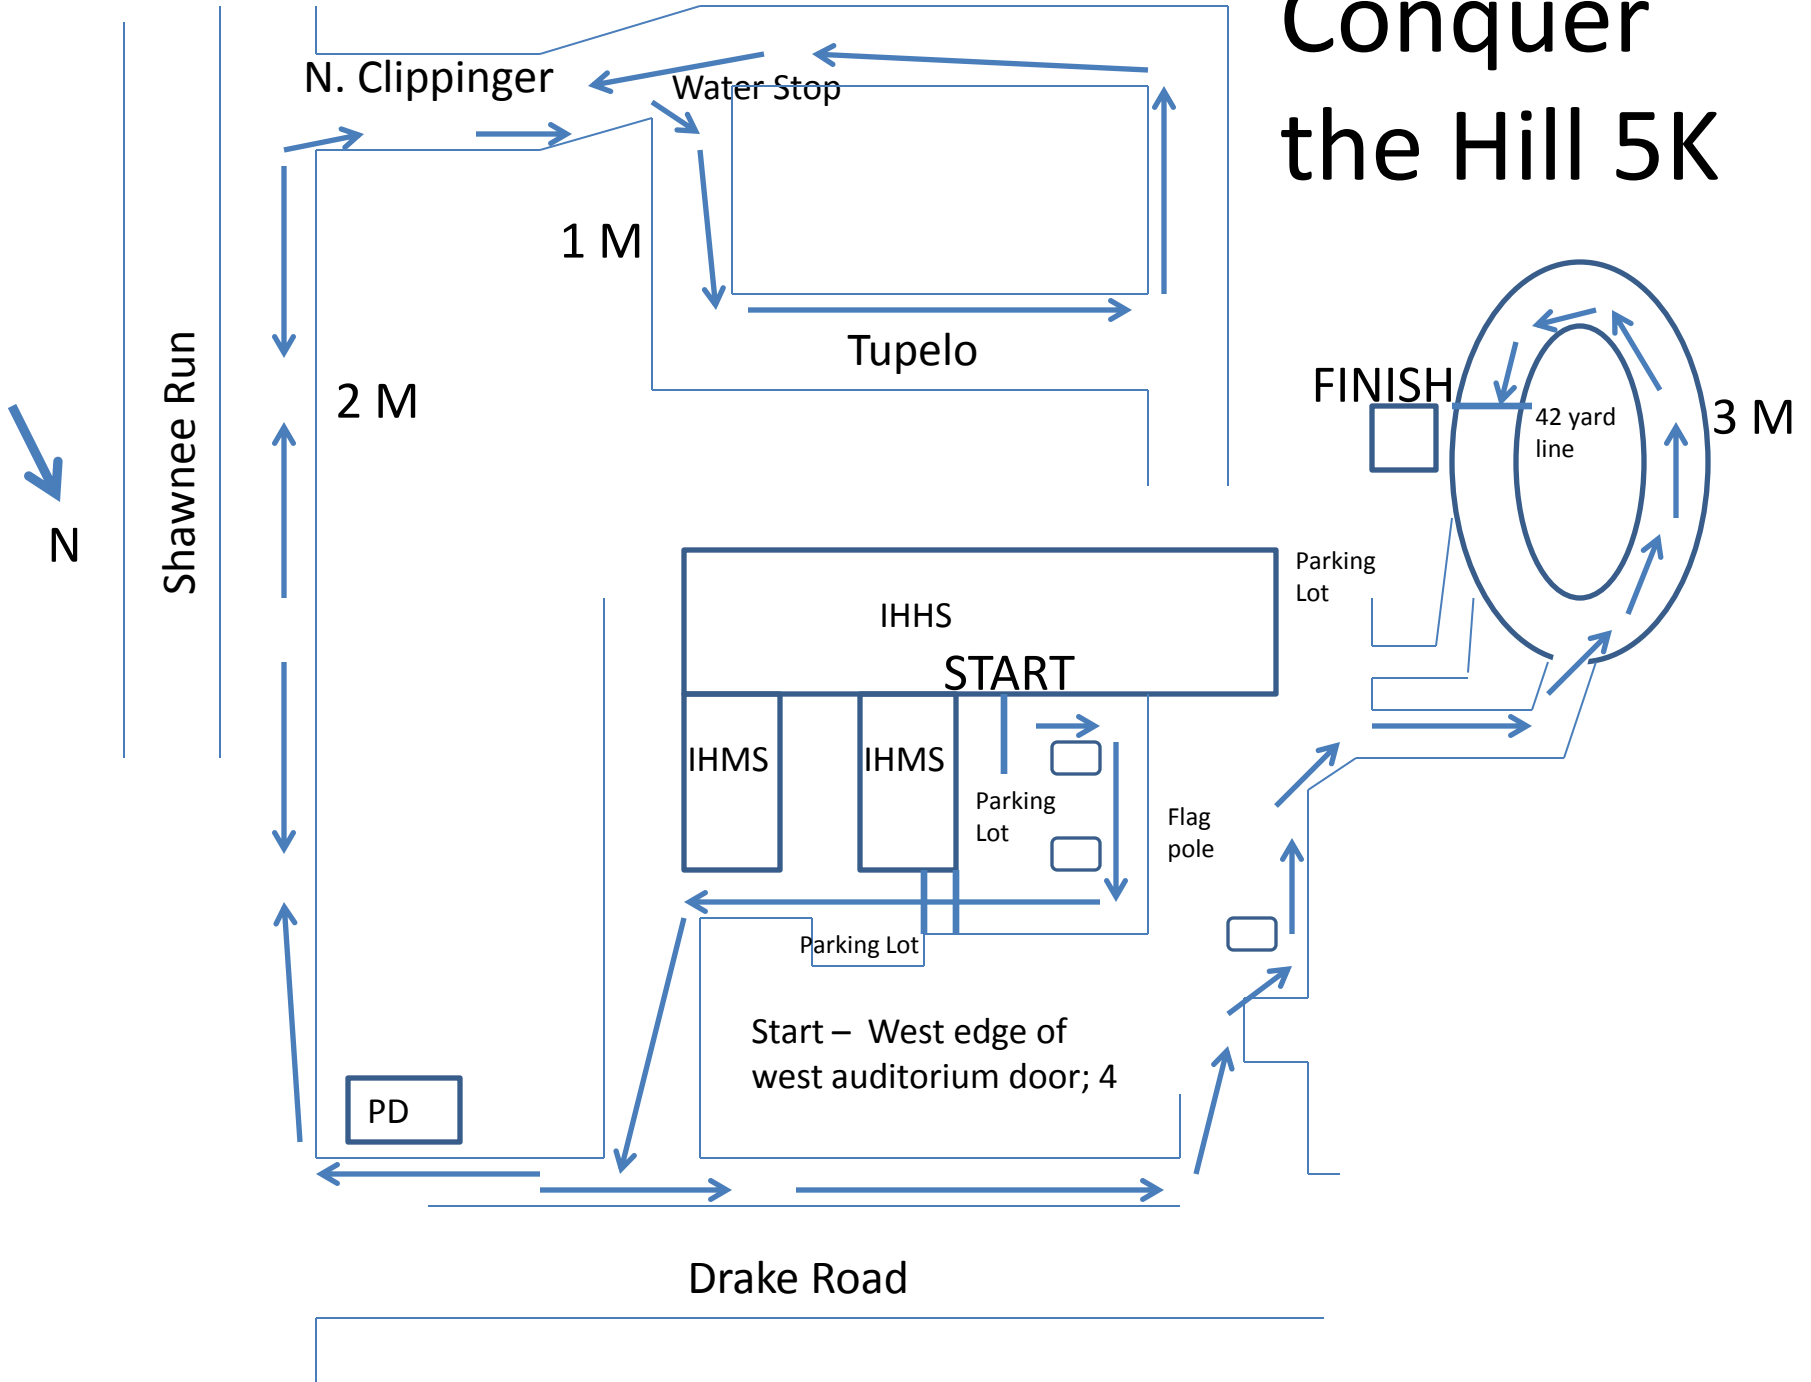 Conquer
the Hill 5K
N. Clippinger
Water Stop
1 M
Tupelo
Shawnee Run
2 M
N
FINISH
42 yard
line
3 M
Parking
Lot
IHHS
START
IHMS
IHMS
Parking
Lot
Flag
pole
Parking Lot
Start – West edge of
west auditorium door; 4
PD
Drake Road